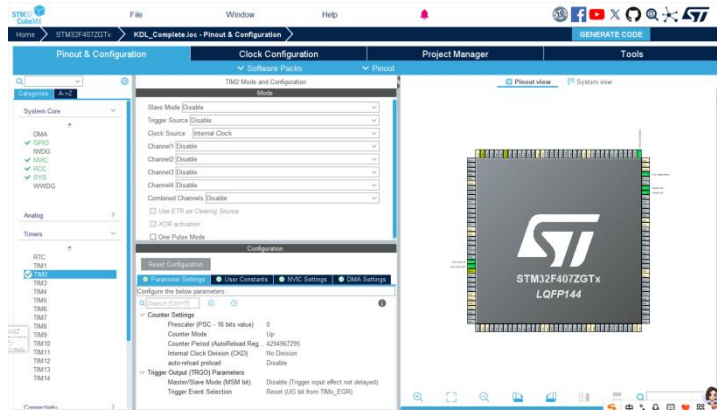 STM32
CubeMX
File
Window
Help
Home
STM32F407ZGTx
KDL_Complete.ioc - Pinout & Configuration
GENERATE CODE
Pinout & Configuration
Clock Configuration
Project Manager
Tools
Software Packs
Pinout
Categories
A->Z
System Core
DMA
GPIO
IWDG
NVIC
RCC
SYS
WWDG
Analog
Timers
RTC
TIM1
TIM2
TIM3
TIM4
TIM5
TIM6
TIM7
TIM8
TIM9
TIM10
TIM11
TIM12
TIM13
TIM14
Connectivity
TIM2 Mode and Configuration
Mode
Slave Mode Disable
Trigger Source Disable
Clock Source Internal Clock
Channel1 Disable
Channel2 Disable
Channel3 Disable
Channel4 Disable
Combined Channels Disable
Use ETR as Clearing Source
XOR activation
One Pulse Mode
Configuration
Reset Configuration
Parameter Settings
User Constants
NVIC Settings
DMA Settings
Configure the below parameters :
Search (Ctrl+F)
Counter Settings
Prescaler (PSC - 16 bits value) 0
Counter Mode Up
Counter Period (AutoReload Reg... 4294967295
Internal Clock Division (CKD) No Division
auto-reload preload Disable
Trigger Output (TRGO) Parameters
Master/Slave Mode (MSM bit) Disable (Trigger input effect not delayed)
Trigger Event Selection Reset (UG bit from TIMx_EGR)
Pinout view
System view
STM32F407ZGTx
LQFP144
中